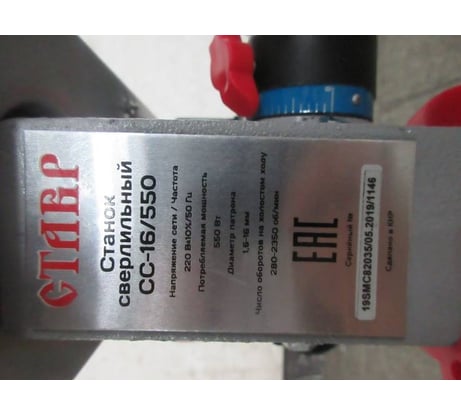 СТАВР
Станок
сверлильный
СС-16/550
Напряжение сети / Частота
220 В±10%/50 Гц
Потребляемая мощность
550 Вт
Диаметр патрона
1,5-16 мм
Число оборотов на холостом ходу
280-2350 об/мин
ЕАС
Серийный №
19SMC82035/05.2019/1146
Сделано в КНР